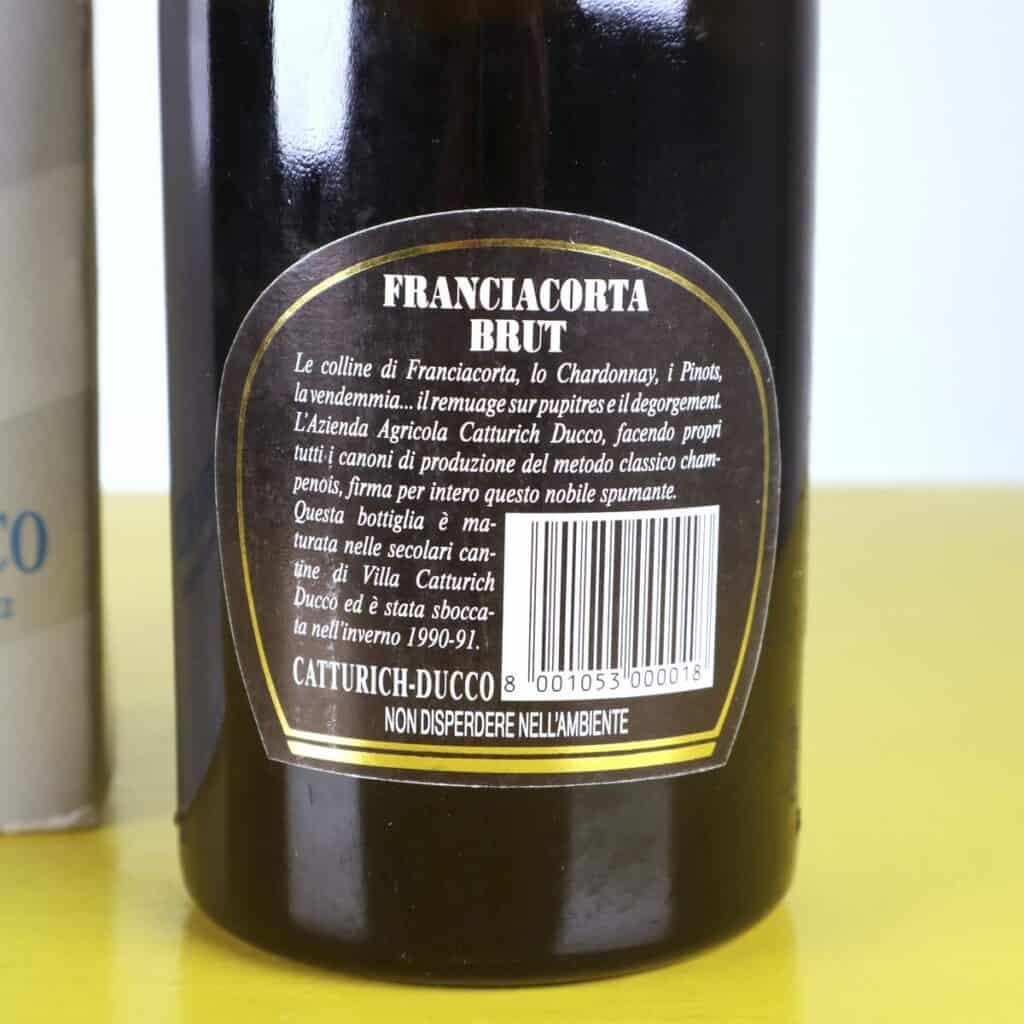 FRANCIACORTA
BRUT
Le colline di Franciacorta, lo Chardonnay, i Pinots,
la vendemmia... il remuage sur pupitres e il degorgement.
L'Azienda Agricola Catturich Ducco, facendo propri
tutti i canoni di produzione del metodo classico cham-
penois, firma per intero questo nobile spumante.
Questa bottiglia è ma-
turata nelle secolari can-
tine di Villa Catturich
Ducco ed è stata sbocca-
ta nell'inverno 1990-91.
CATTURICH-DUCCO
8 001053 000018
NON DISPERDERE NELL'AMBIENTE
CO